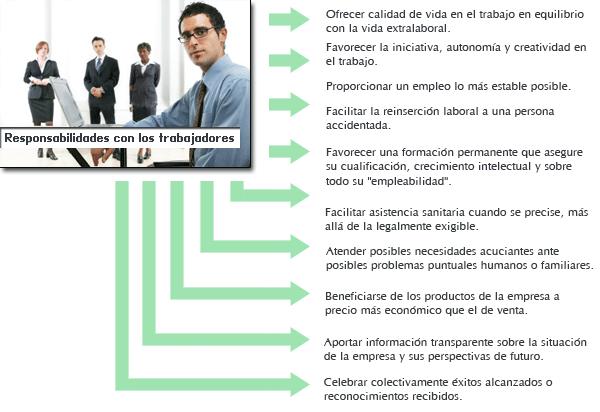 Responsabilidades con los trabajadores
Ofrecer calidad de vida en el trabajo en equilibrio
con la vida extralaboral.
Favorecer la iniciativa, autonomía y creatividad en
el trabajo.
Proporcionar un empleo lo más estable posible.
Facilitar la reinserción laboral a una persona
accidentada.
Favorecer una formación permanente que asegure
su cualificación, crecimiento intelectual y sobre
todo su "empleabilidad".
Facilitar asistencia sanitaria cuando se precise, más
allá de la legalmente exigible.
Atender posibles necesidades acuciantes ante
posibles problemas puntuales humanos o familiares.
Beneficiarse de los productos de la empresa a
precio más económico que el de venta.
Aportar información transparente sobre la situación
de la empresa y sus perspectivas de futuro.
Celebrar colectivamente éxitos alcanzados o
reconocimientos recibidos.